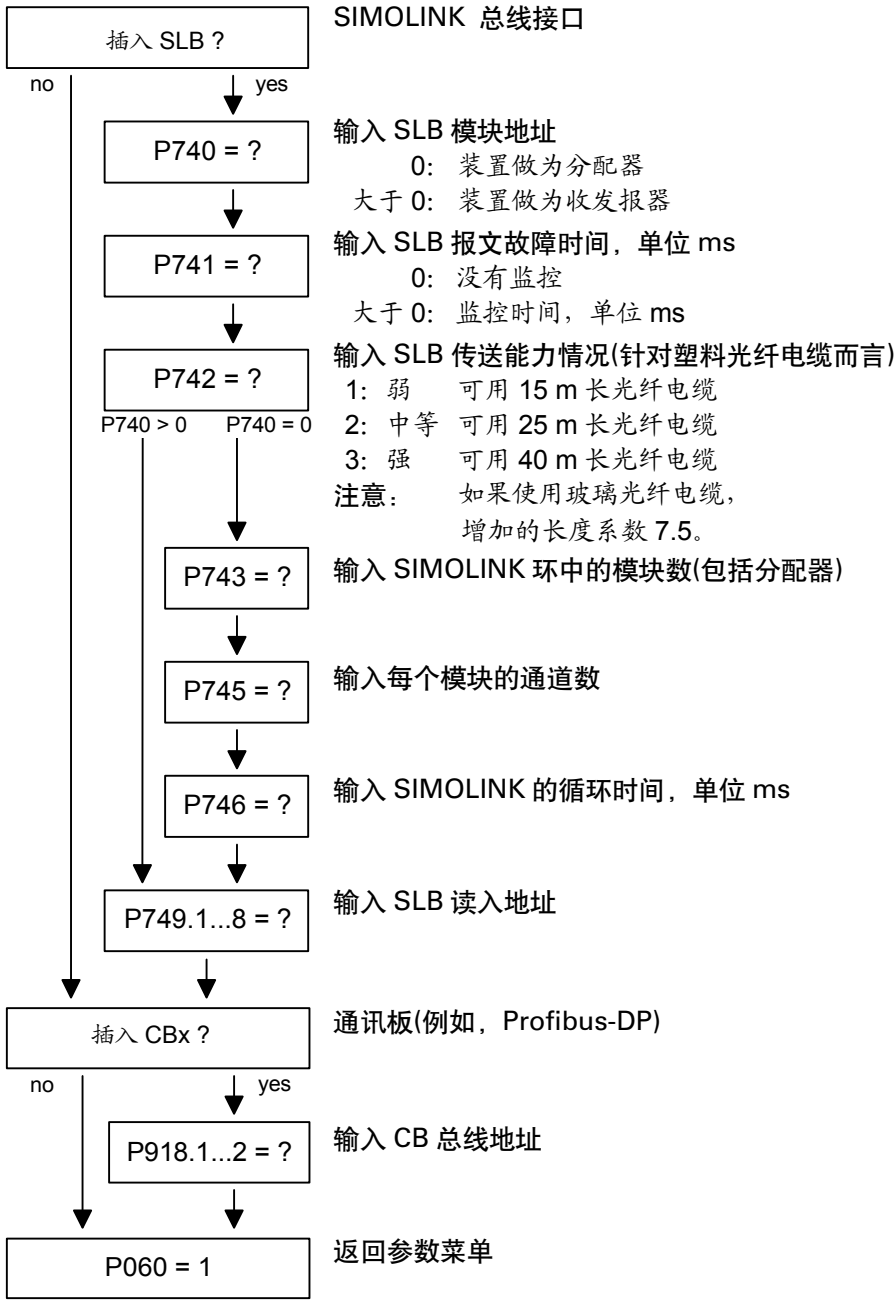 插入 SLB ?
SIMOLINK 总线接口
no
yes
P740 = ?
输入 SLB 模块地址
0: 装置做为分配器
大于 0: 装置做为收发报器
P741 = ?
输入 SLB 报文故障时间，单位 ms
0: 没有监控
大于 0: 监控时间，单位 ms
P742 = ?
输入 SLB 传送能力情况(针对塑料光纤电缆而言)
1: 弱 可用 15 m 长光纤电缆
P740 > 0
P740 = 0
2: 中等 可用 25 m 长光纤电缆
3: 强 可用 40 m 长光纤电缆
注意: 如果使用玻璃光纤电缆，
增加的长度系数 7.5。
P743 = ?
输入 SIMOLINK 环中的模块数(包括分配器)
P745 = ?
输入每个模块的通道数
P746 = ?
输入 SIMOLINK 的循环时间，单位 ms
P749.1...8 = ?
输入 SLB 读入地址
插入 CBx ?
通讯板(例如，Profibus-DP)
no
yes
P918.1...2 = ?
输入 CB 总线地址
P060 = 1
返回参数菜单